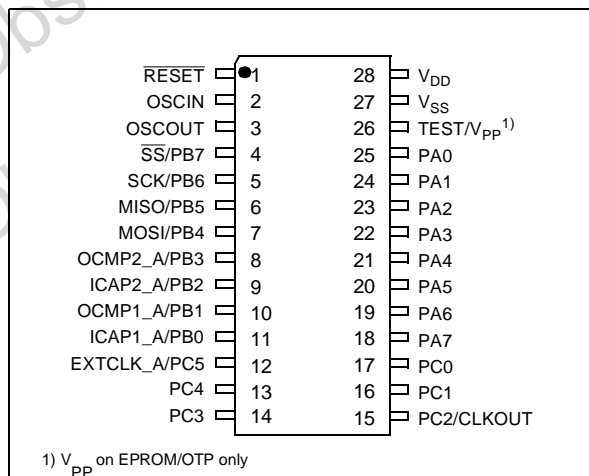 RESET 1 28 VDD
OSCIN 2 27 VSS
OSCOUT 3 26 TEST/VPP1)
SS/PB7 4 25 PA0
SCK/PB6 5 24 PA1
MISO/PB5 6 23 PA2
MOSI/PB4 7 22 PA3
OCMP2_A/PB3 8 21 PA4
ICAP2_A/PB2 9 20 PA5
OCMP1_A/PB1 10 19 PA6
ICAP1_A/PB0 11 18 PA7
EXTCLK_A/PC5 12 17 PC0
PC4 13 16 PC1
PC3 14 15 PC2/CLKOUT
1) VPP on EPROM/OTP only